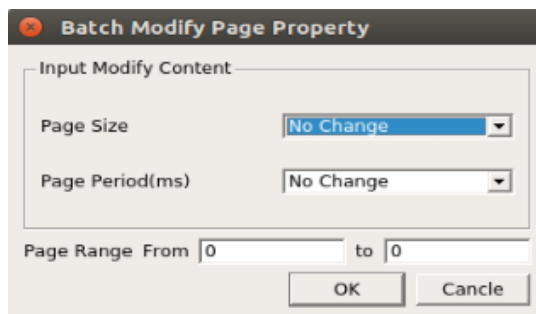 Batch Modify Page Property
Input Modify Content
Page Size No Change
Page Period(ms) No Change
Page Range From 0 to 0
OK Cancle